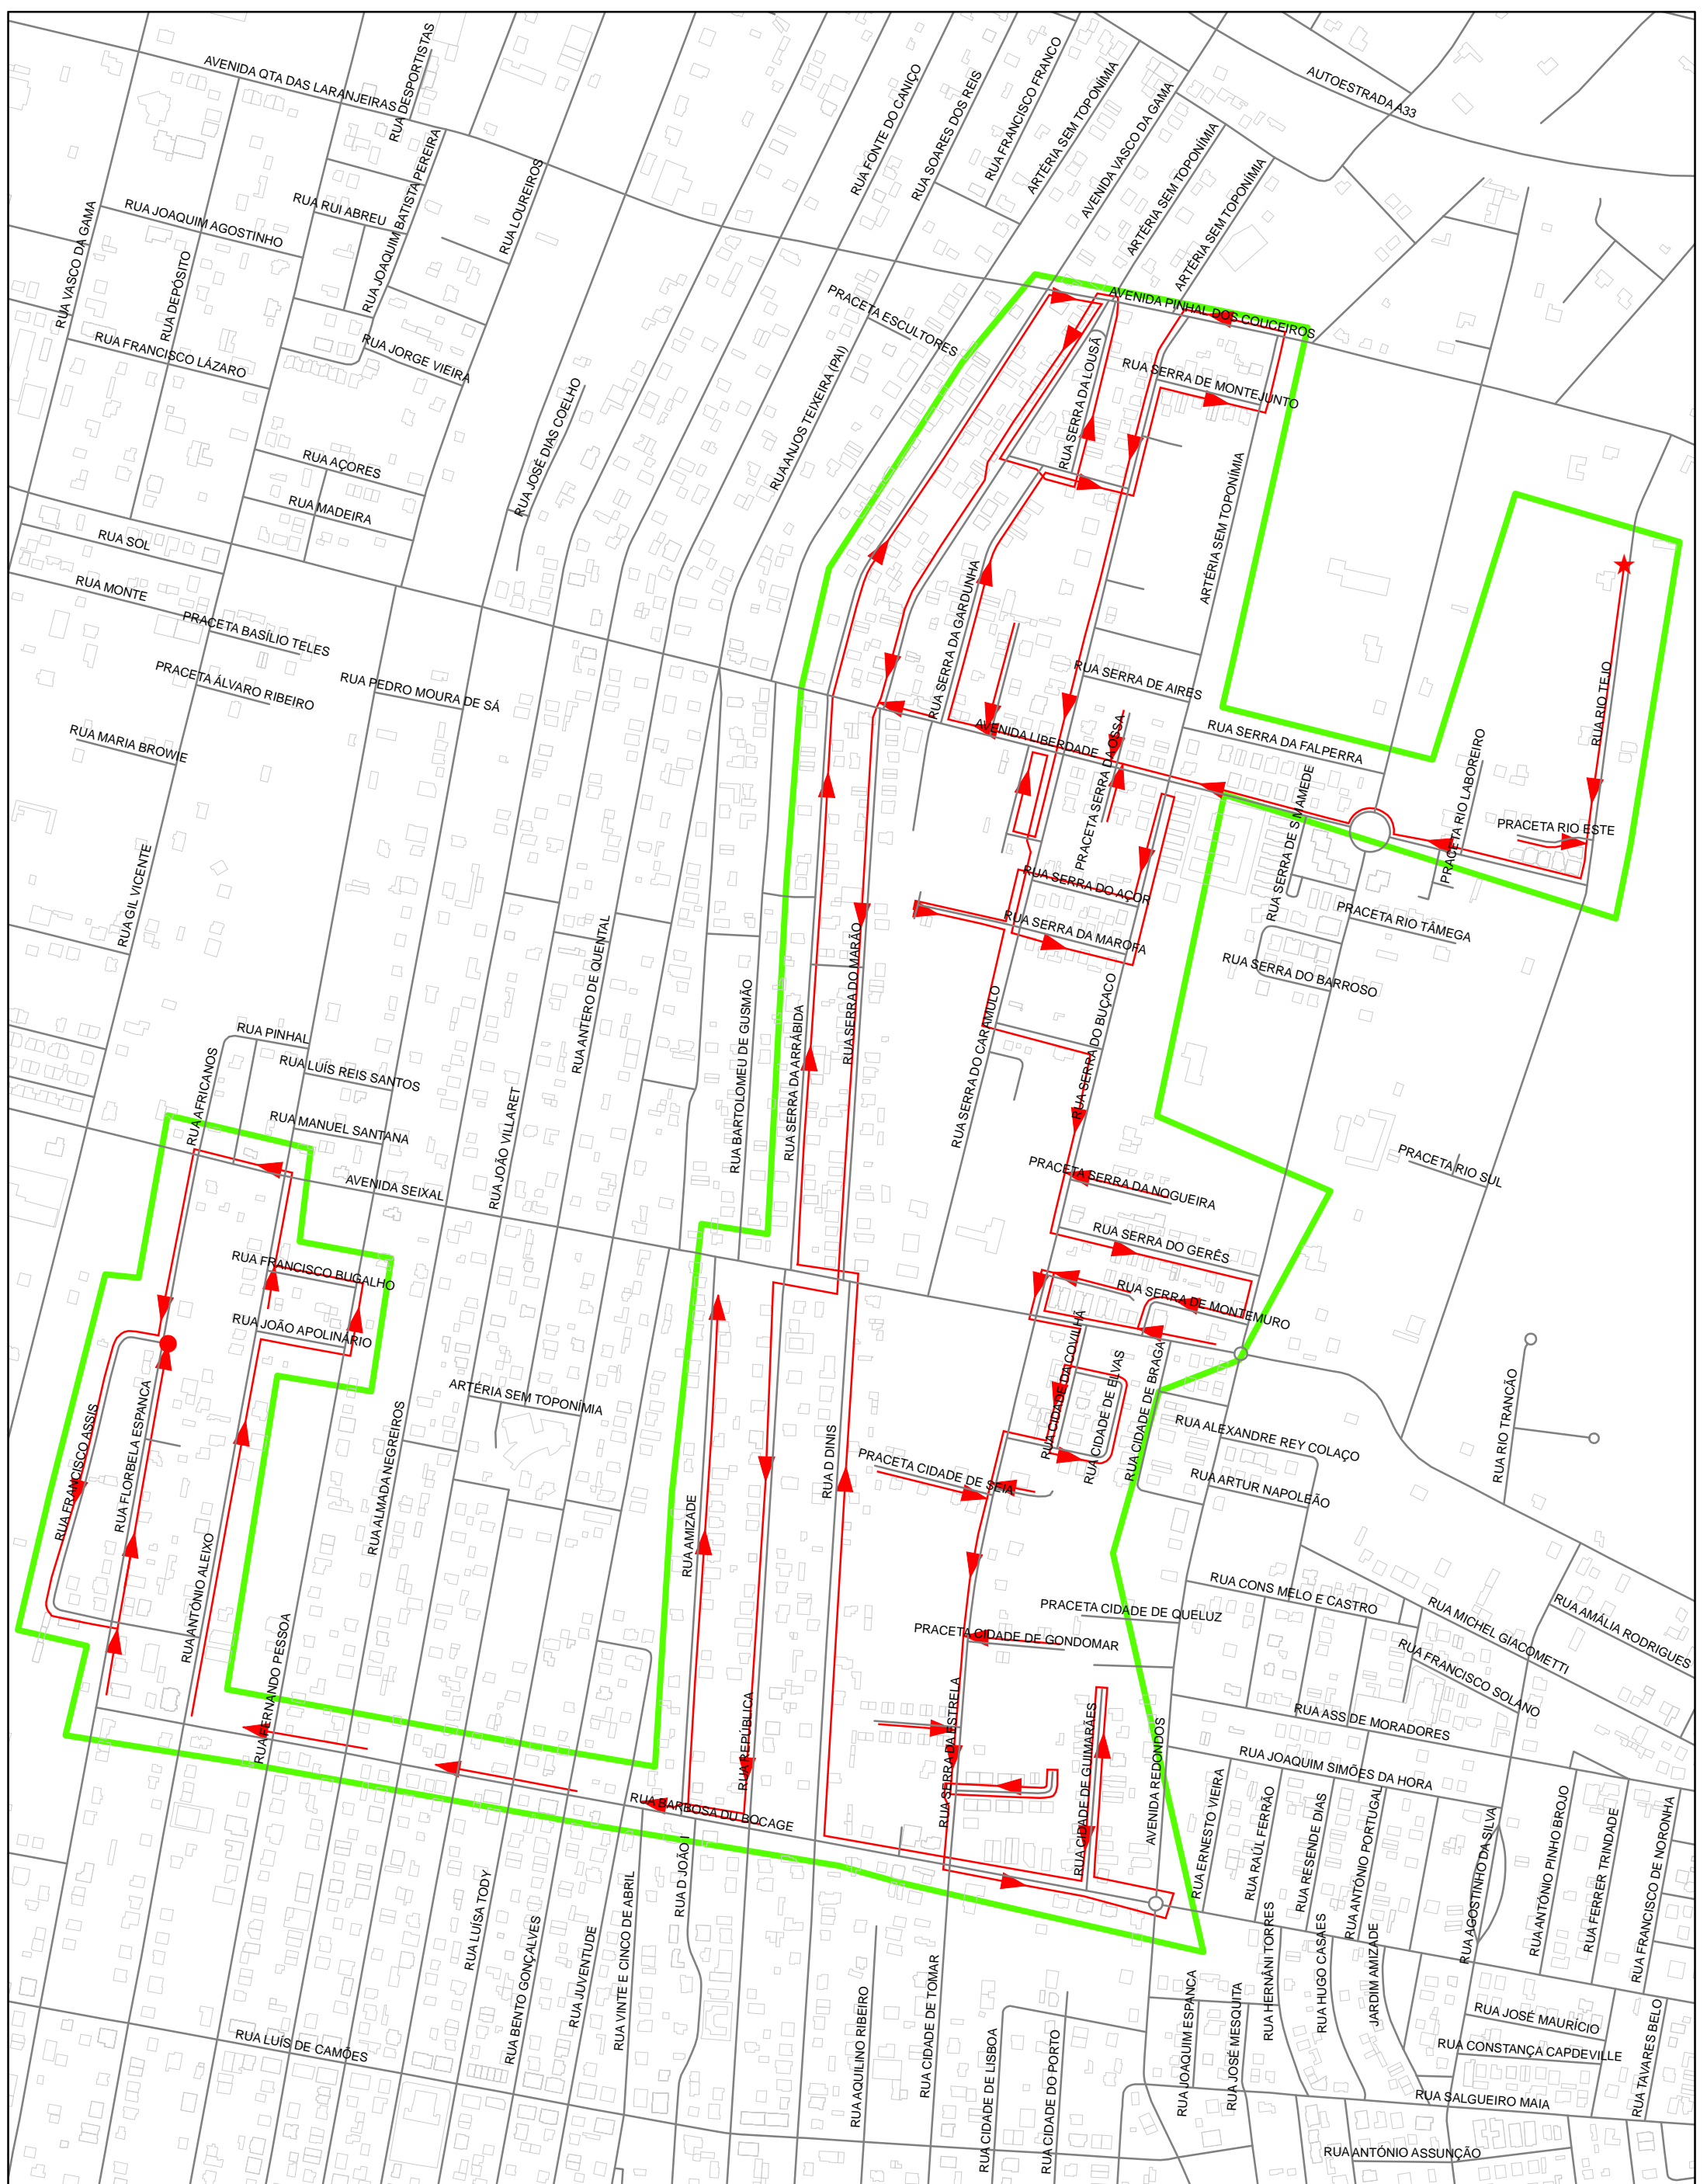 AVENIDA QTA DAS LARANJEIRAS
RUA DESPORTISTAS
AUTOESTRADA A33
RUA FONTE DO CANIÇO
RUA SOARES DOS REIS
RUA FRANCISCO FRANCO
ARTÉRIA SEM TOPONÍMIA
AVENIDA VASCO DA GAMA
ARTÉRIA SEM TOPONÍMIA
ARTÉRIA SEM TOPONÍMIA
RUA VASCO DA GAMA
RUA JOAQUIM AGOSTINHO
RUA DEPÓSITO
RUA RUI ABREU
RUA JOAQUIM BATISTA PEREIRA
RUA LOUREIROS
RUA FRANCISCO LÁZARO
RUA JORGE VIEIRA
PRACETA ESCULTORES
AVENIDA PINHAL DOS COUCEIROS
RUA SERRA DA LOUSÃ
RUA SERRA DE MONTEJUNTO
RUA AÇORES
RUA MADEIRA
RUA JOSÉ DIAS COELHO
RUA ANJOS TEIXEIRA (PAI)
ARTÉRIA SEM TOPONÍMIA
RUA SOL
RUA MONTE
PRACETA BASÍLIO TELES
PRACETA ÁLVARO RIBEIRO
RUA PEDRO MOURA DE SÁ
RUA MARIA BROWIE
RUA SERRA DA GARDUNHA
RUA SERRA DE AIRES
AVENIDA LIBERDADE
PRACETA SERRA DA OSSA
RUA SERRA DA FALPERRA
RUA SERRA DE S MAMEDE
PRACETA RIO LABOREIRO
RUA RIO TEJO
PRACETA RIO ESTE
RUA GIL VICENTE
RUA ANTERO DE QUENTAL
RUA SERRA DO AÇOR
RUA SERRA DA MAROFA
PRACETA RIO TÂMEGA
RUA SERRA DO BARROSO
RUA SERRA DO MARÃO
RUA BARTOLOMEU DE GUSMÃO
RUA SERRA DA ARRÁBIDA
RUA SERRA DO CARAMULO
RUA SERRA DO BUÇACO
RUA PINHAL
RUA AFRICANOS
RUA LUÍS REIS SANTOS
RUA MANUEL SANTANA
RUA JOÃO VILLARET
AVENIDA SEIXAL
PRACETA SERRA DA NOGUEIRA
PRACETA RIO SUL
RUA SERRA DO GERÊS
RUA FRANCISCO BUGALHO
RUA SERRA DE MONTEMURO
RUA JOÃO APOLINÁRIO
ARTÉRIA SEM TOPONÍMIA
RUA CIDADE DA COVILHÃ
RUA CIDADE DE ELVAS
RUA CIDADE DE BRAGA
RUA ALEXANDRE REY COLAÇO
RUA ARTUR NAPOLEÃO
RUA RIO TRANCÃO
RUA FRANCISCO ASSIS
RUA FLORBELA ESPANCA
RUA ANTÓNIO ALEIXO
RUA ALMADA NEGREIROS
RUA AMIZADE
RUA D DINIS
PRACETA CIDADE DE SEIA
PRACETA CIDADE DE QUELUZ
PRACETA CIDADE DE GONDOMAR
RUA CONS MELO E CASTRO
RUA MICHEL GIACOMETTI
RUA AMÁLIA RODRIGUES
RUA FRANCISCO SOLANO
RUA FERNANDO PESSOA
RUA REPÚBLICA
RUA SERRA DA ESTRELA
RUA CIDADE DE GUIMARÃES
AVENIDA REDONDOS
RUA ASS DE MORADORES
RUA JOAQUIM SIMÕES DA HORA
RUA BARBOSA DU BOCAGE
RUA ERNESTO VIEIRA
RUA RAÚL FERRÃO
RUA RESENDE DIAS
RUA ANTÓNIO PORTUGAL
RUA AGOSTINHO DA SILVA
RUA ANTÓNIO PINHO BROJO
RUA FERRER TRINDADE
RUA FRANCISCO DE NORONHA
RUA LUÍSA TODY
RUA BENTO GONÇALVES
RUA JUVENTUDE
RUA VINTE E CINCO DE ABRIL
RUA D JOÃO I
RUA AQUILINO RIBEIRO
RUA CIDADE DE TOMAR
RUA CIDADE DE LISBOA
RUA CIDADE DO PORTO
RUA JOAQUIM ESPANCA
RUA JOSÉ MESQUITA
RUA HERNÂNI TORRES
RUA HUGO CASAES
JARDIM AMIZADE
RUA JOSÉ MAURÍCIO
RUA CONSTANÇA CAPDEVILLE
RUA TAVARES BELO
RUA LUÍS DE CAMÕES
RUA SALGUEIRO MAIA
RUA ANTÓNIO ASSUNÇÃO